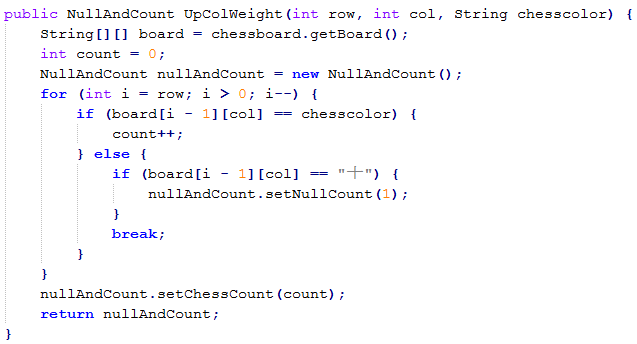 public NullAndCount UpColWeight(int row, int col, String chesscolor) {
    String[][] board = chessboard.getBoard();
    int count = 0;
    NullAndCount nullAndCount = new NullAndCount();
    for (int i = row; i > 0; i--) {
        if (board[i - 1][col] == chesscolor) {
            count++;
        } else {
            if (board[i - 1][col] == "十") {
                nullAndCount.setNullCount(1);
            }
            break;
        }
    }
    nullAndCount.setChessCount(count);
    return nullAndCount;
}